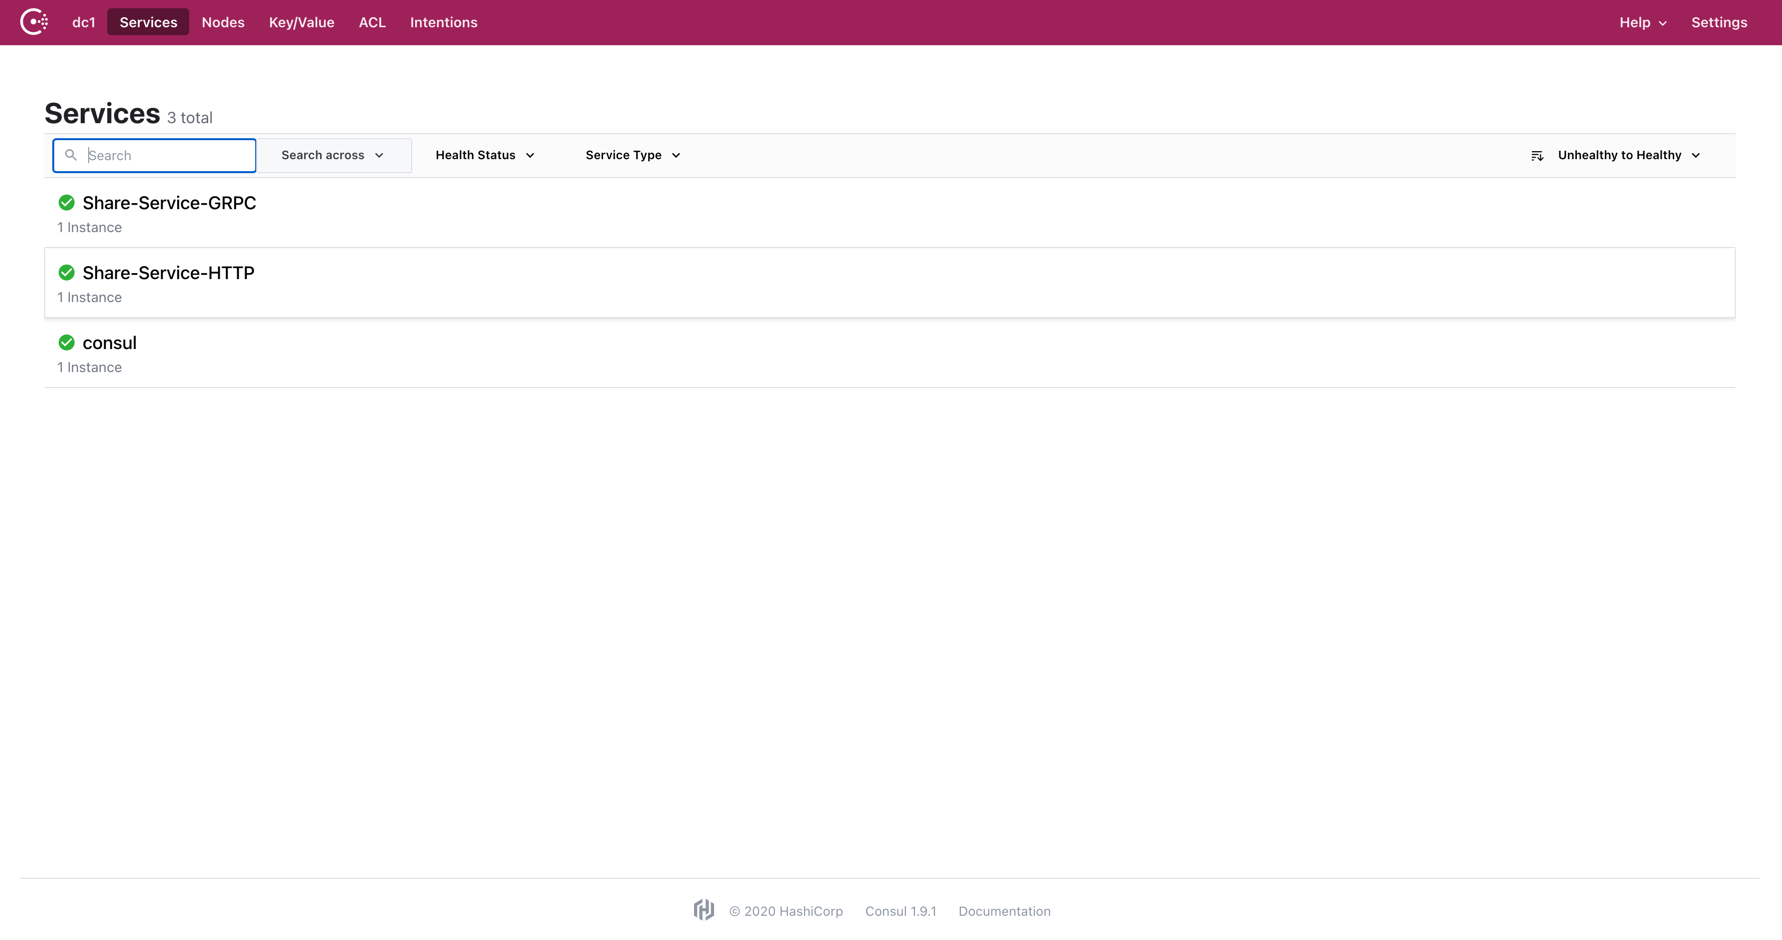 dc1 Services Nodes Key/Value ACL Intentions Help Settings
Services 3 total
Search Search across Health Status Service Type Unhealthy to Healthy
Share-Service-GRPC
1 Instance
Share-Service-HTTP
1 Instance
consul
1 Instance
© 2020 HashiCorp Consul 1.9.1 Documentation